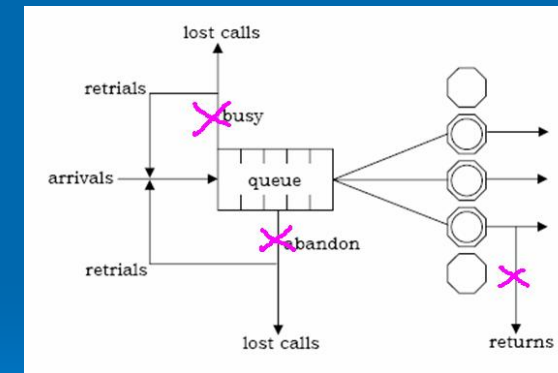 lost calls
retrials
busy
arrivals
queue
abandon
retrials
lost calls
returns